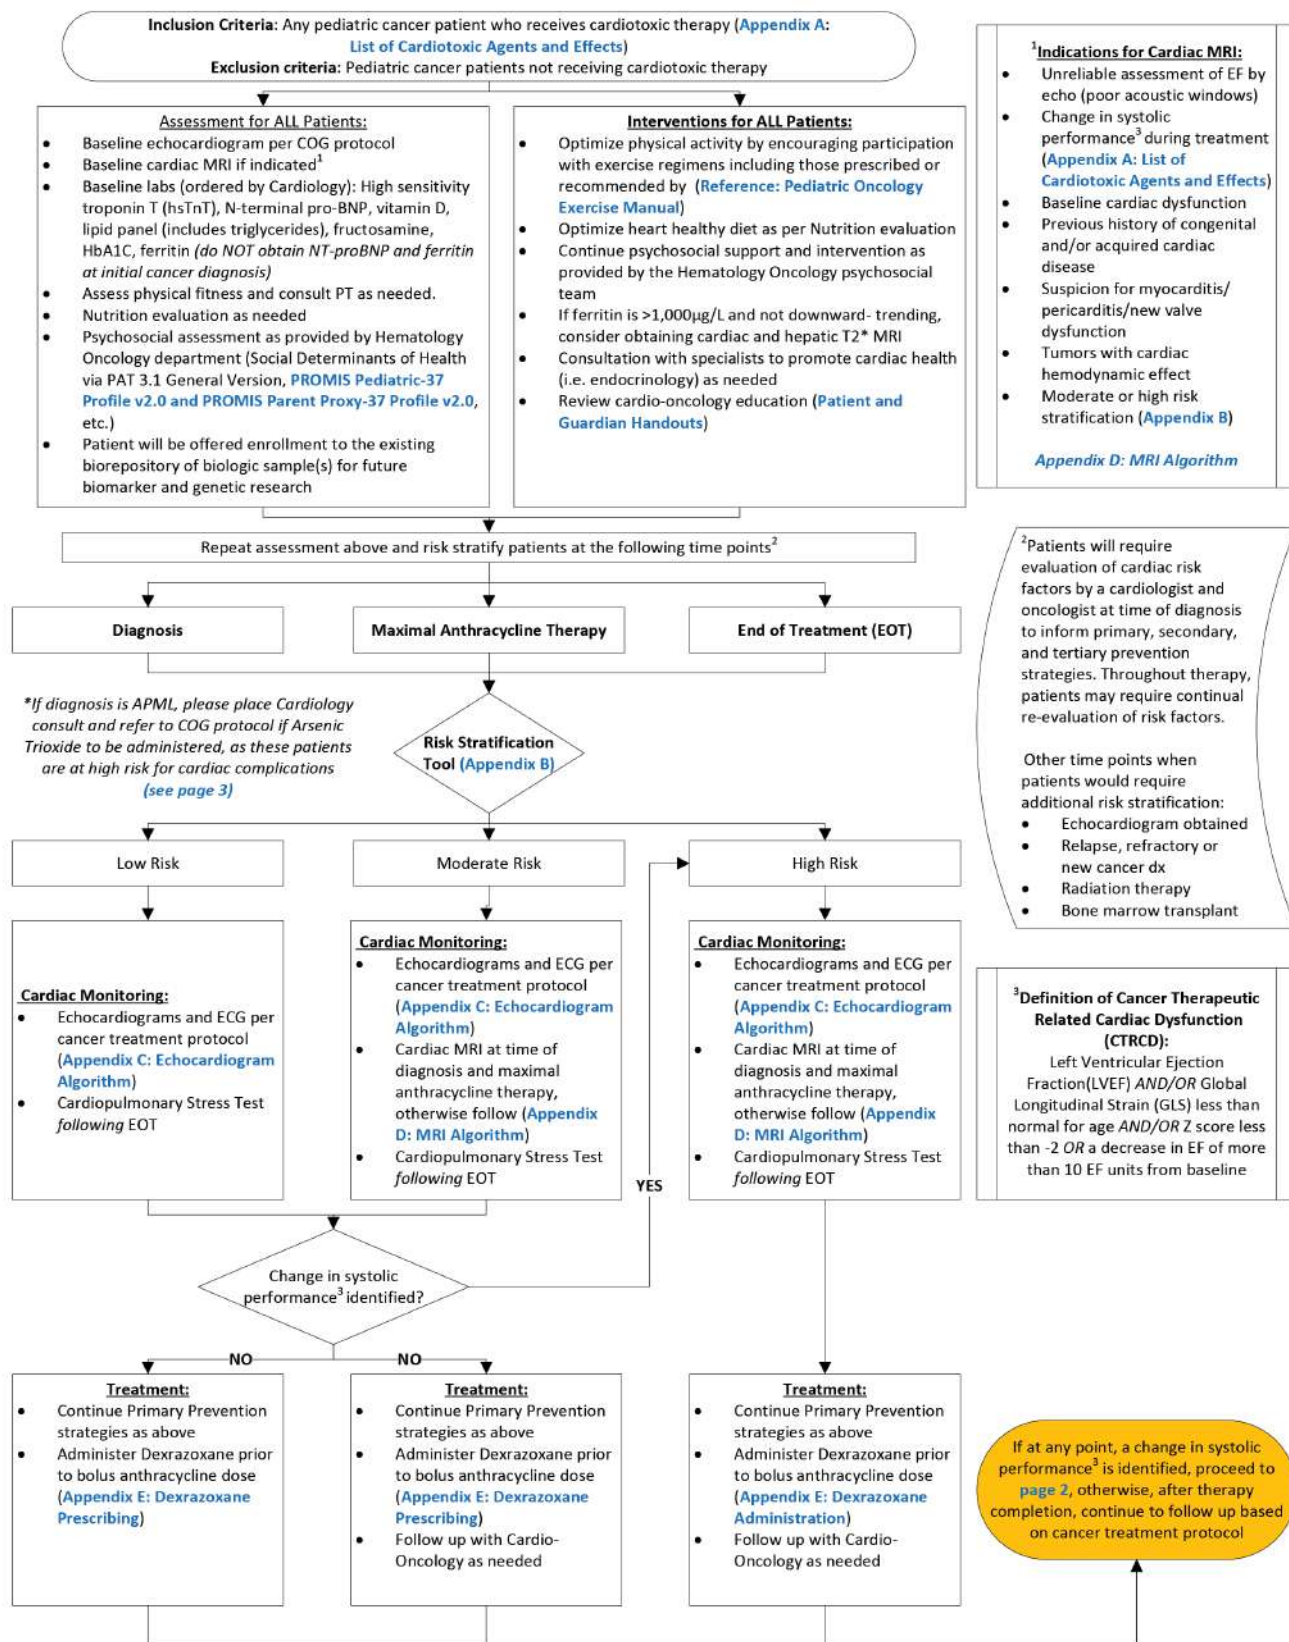 Inclusion Criteria: Any pediatric cancer patient who receives cardiotoxic therapy (Appendix A:
List of Cardiotoxic Agents and Effects)
Exclusion criteria: Pediatric cancer patients not receiving cardiotoxic therapy
Assessment for ALL Patients:
• Baseline echocardiogram per COG protocol
• Baseline cardiac MRI if indicated1
• Baseline labs (ordered by Cardiology): High sensitivity
troponin T (hsTnT), N-terminal pro-BNP, vitamin D,
lipid panel (includes triglycerides), fructosamine,
HbA1C, ferritin (do NOT obtain NT-proBNP and ferritin
at initial cancer diagnosis)
• Assess physical fitness and consult PT as needed.
• Nutrition evaluation as needed
• Psychosocial assessment as provided by Hematology
Oncology department (Social Determinants of Health
via PAT 3.1 General Version, PROMIS Pediatric-37
Profile v2.0 and PROMIS Parent Proxy-37 Profile v2.0,
etc.)
• Patient will be offered enrollment to the existing
biorepository of biologic sample(s) for future
biomarker and genetic research
Interventions for ALL Patients:
• Optimize physical activity by encouraging participation
with exercise regimens including those prescribed or
recommended by (Reference: Pediatric Oncology
Exercise Manual)
• Optimize heart healthy diet as per Nutrition evaluation
• Continue psychosocial support and intervention as
provided by the Hematology Oncology psychosocial
team
• If ferritin is >1,000µg/L and not downward- trending,
consider obtaining cardiac and hepatic T2* MRI
• Consultation with specialists to promote cardiac health
(i.e. endocrinology) as needed
• Review cardio-oncology education (Patient and
Guardian Handouts)
1Indications for Cardiac MRI:
• Unreliable assessment of EF by
echo (poor acoustic windows)
• Change in systolic
performance3 during treatment
(Appendix A: List of
Cardiotoxic Agents and Effects)
• Baseline cardiac dysfunction
• Previous history of congenital
and/or acquired cardiac
disease
• Suspicion for myocarditis/
pericarditis/new valve
dysfunction
• Tumors with cardiac
hemodynamic effect
• Moderate or high risk
stratification (Appendix B)
Appendix D: MRI Algorithm
Repeat assessment above and risk stratify patients at the following time points2
Diagnosis
Maximal Anthracycline Therapy
End of Treatment (EOT)
2Patients will require
evaluation of cardiac risk
factors by a cardiologist and
oncologist at time of diagnosis
to inform primary, secondary,
and tertiary prevention
strategies. Throughout therapy,
patients may require continual
re-evaluation of risk factors.
Other time points when
patients would require
additional risk stratification:
• Echocardiogram obtained
• Relapse, refractory or
new cancer dx
• Radiation therapy
• Bone marrow transplant
*If diagnosis is APML, please place Cardiology
consult and refer to COG protocol if Arsenic
Trioxide to be administered, as these patients
are at high risk for cardiac complications
(see page 3)
Risk Stratification
Tool (Appendix B)
Low Risk
Moderate Risk
High Risk
Cardiac Monitoring:
• Echocardiograms and ECG per
cancer treatment protocol
(Appendix C: Echocardiogram
Algorithm)
• Cardiopulmonary Stress Test
following EOT
Cardiac Monitoring:
• Echocardiograms and ECG per
cancer treatment protocol
(Appendix C: Echocardiogram
Algorithm)
• Cardiac MRI at time of
diagnosis and maximal
anthracycline therapy,
otherwise follow (Appendix
D: MRI Algorithm)
• Cardiopulmonary Stress Test
following EOT
YES
Cardiac Monitoring:
• Echocardiograms and ECG per
cancer treatment protocol
(Appendix C: Echocardiogram
Algorithm)
• Cardiac MRI at time of
diagnosis and maximal
anthracycline therapy,
otherwise follow (Appendix
D: MRI Algorithm)
• Cardiopulmonary Stress Test
following EOT
3Definition of Cancer Therapeutic
Related Cardiac Dysfunction
(CTRCD):
Left Ventricular Ejection
Fraction(LVEF) AND/OR Global
Longitudinal Strain (GLS) less than
normal for age AND/OR Z score less
than -2 OR a decrease in EF of more
than 10 EF units from baseline
Change in systolic
performance3 identified?
NO
NO
Treatment:
• Continue Primary Prevention
strategies as above
• Administer Dexrazoxane prior
to bolus anthracycline dose
(Appendix E: Dexrazoxane
Prescribing)
Treatment:
• Continue Primary Prevention
strategies as above
• Administer Dexrazoxane prior
to bolus anthracycline dose
(Appendix E: Dexrazoxane
Prescribing)
• Follow up with Cardio-
Oncology as needed
Treatment:
• Continue Primary Prevention
strategies as above
• Administer Dexrazoxane prior
to bolus anthracycline dose
(Appendix E: Dexrazoxane
Administration)
• Follow up with Cardio-
Oncology as needed
If at any point, a change in systolic
performance3 is identified, proceed to
page 2, otherwise, after therapy
completion, continue to follow up based
on cancer treatment protocol